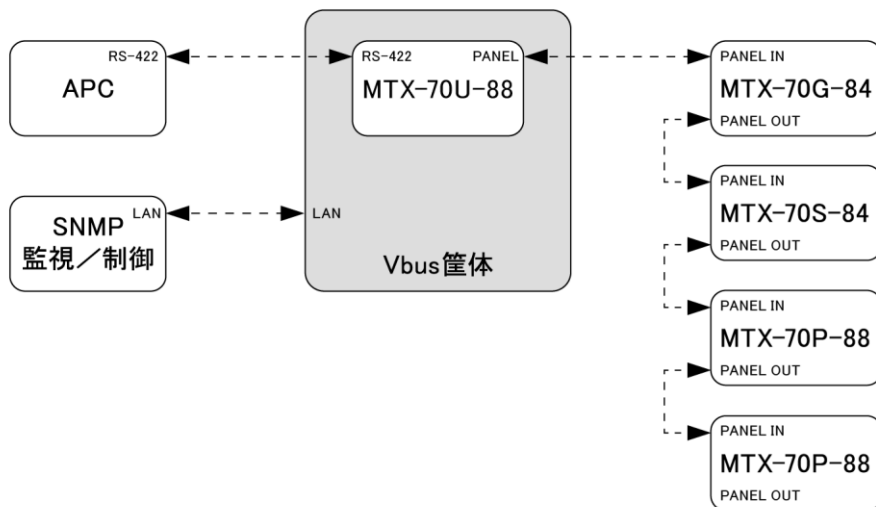 RS-422
APC
RS-422
PANEL
MTX-70U-88
PANEL IN
MTX-70G-84
PANEL OUT
LAN
SNMP
監視／制御
LAN
Vbus筐体
PANEL IN
MTX-70S-84
PANEL OUT
PANEL IN
MTX-70P-88
PANEL OUT
PANEL IN
MTX-70P-88
PANEL OUT